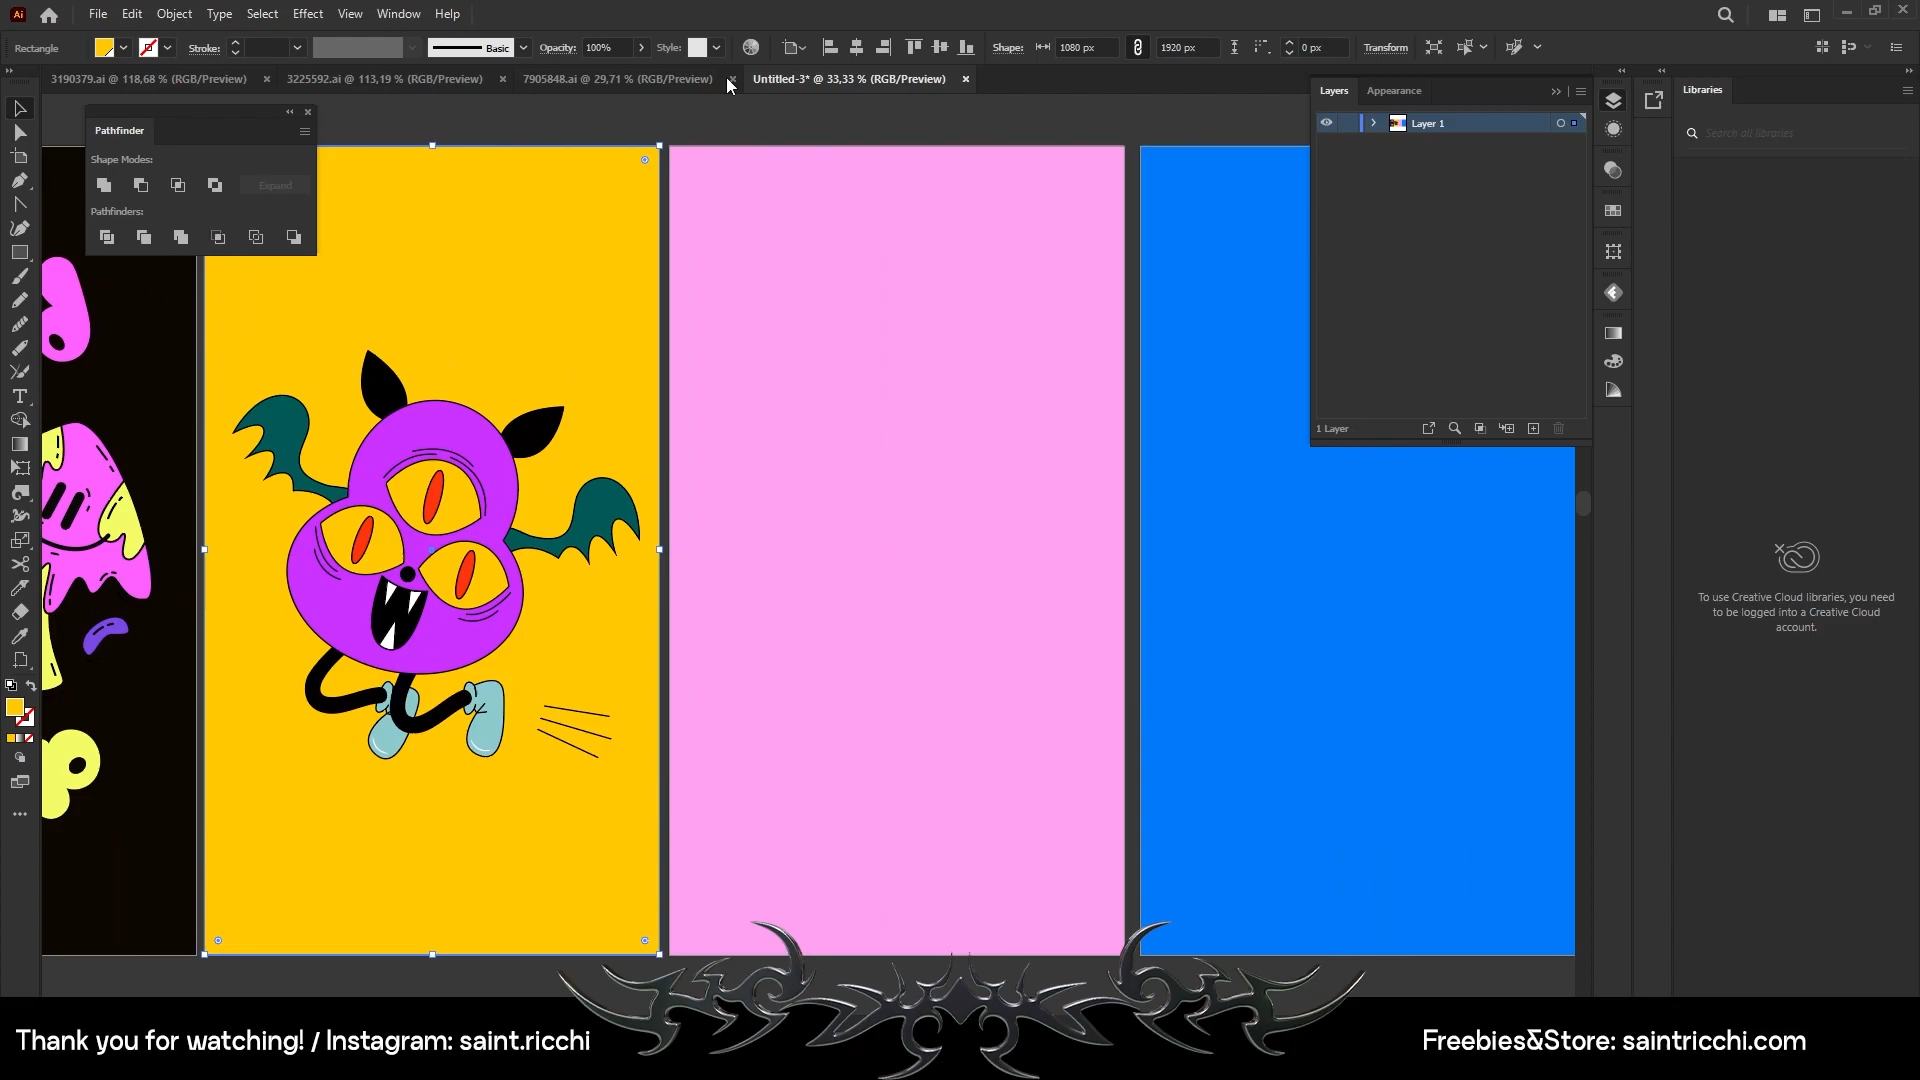 Ai File Edit Object Type Select Effect View Window Help
Rectangle Stroke: Basic Opacity: 100% Style: Shape: 1080 px 1920 px 0 px Transform
3190379.ai @ 118,68 % (RGB/Preview) 3225592.ai @ 113,19 % (RGB/Preview) 7905848.ai @ 29,71 % (RGB/Preview) Untitled-3* @ 33,33 % (RGB/Preview)
Layers Appearance Libraries
Pathfinder
Layer 1
Search all libraries
Shape Modes:
Expand
Pathfinders:
1 Layer
To use Creative Cloud libraries, you need
to be logged into a Creative Cloud
account.
Thank you for watching! / Instagram: saint.ricchi
Freebies&Store: saintricchi.com